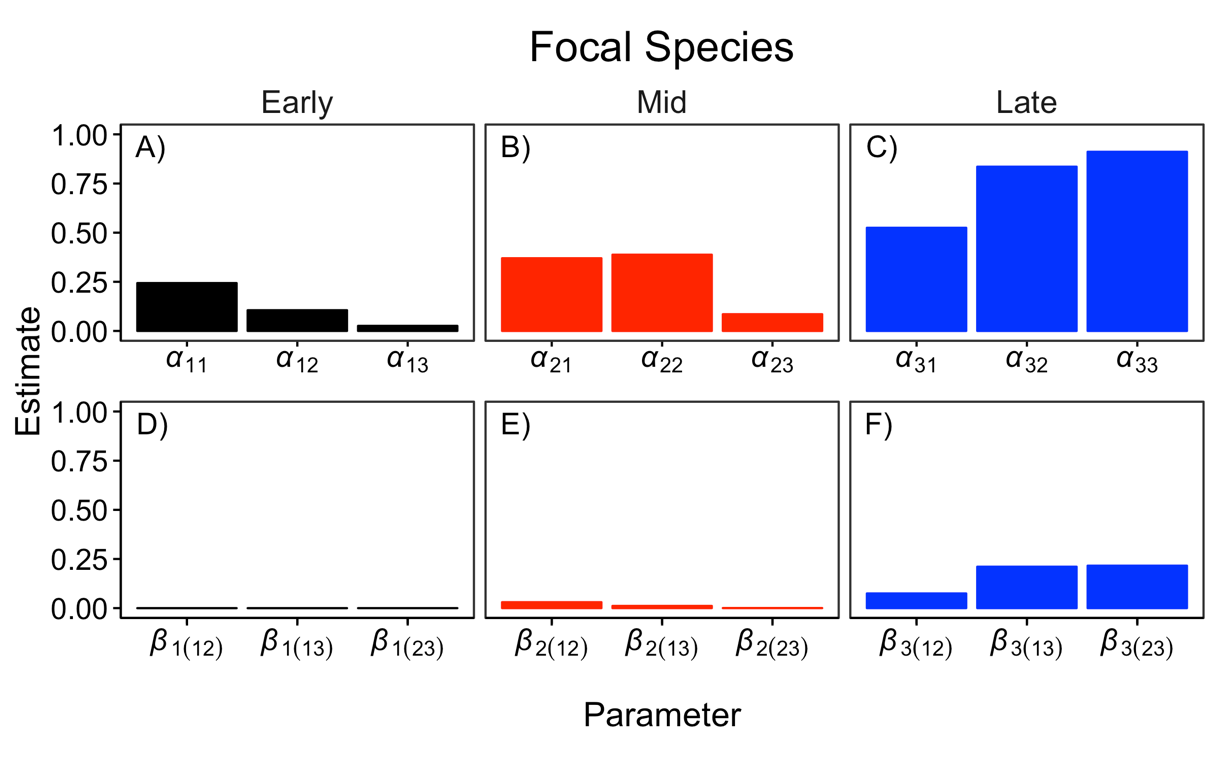 Focal Species
Early Mid Late
A) B) C)
1.00
0.75
0.50
0.25
0.00
α11 α12 α13 α21 α22 α23 α31 α32 α33
Estimate
D) E) F)
1.00
0.75
0.50
0.25
0.00
β1(12) β1(13) β1(23) β2(12) β2(13) β2(23) β3(12) β3(13) β3(23)
Parameter